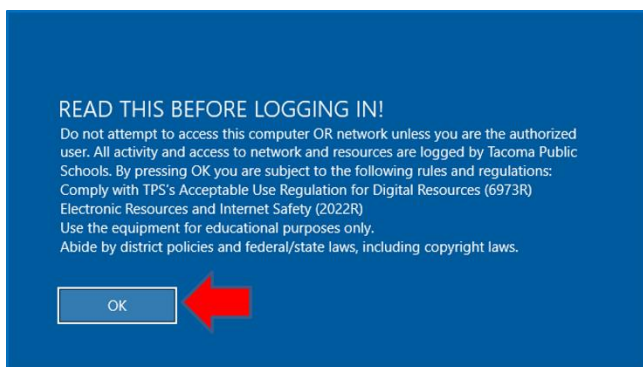 READ THIS BEFORE LOGGING IN!
Do not attempt to access this computer OR network unless you are the authorized
user. All activity and access to network and resources are logged by Tacoma Public
Schools. By pressing OK you are subject to the following rules and regulations:
Comply with TPS's Acceptable Use Regulation for Digital Resources (6973R)
Electronic Resources and Internet Safety (2022R)
Use the equipment for educational purposes only.
Abide by district policies and federal/state laws, including copyright laws.
OK